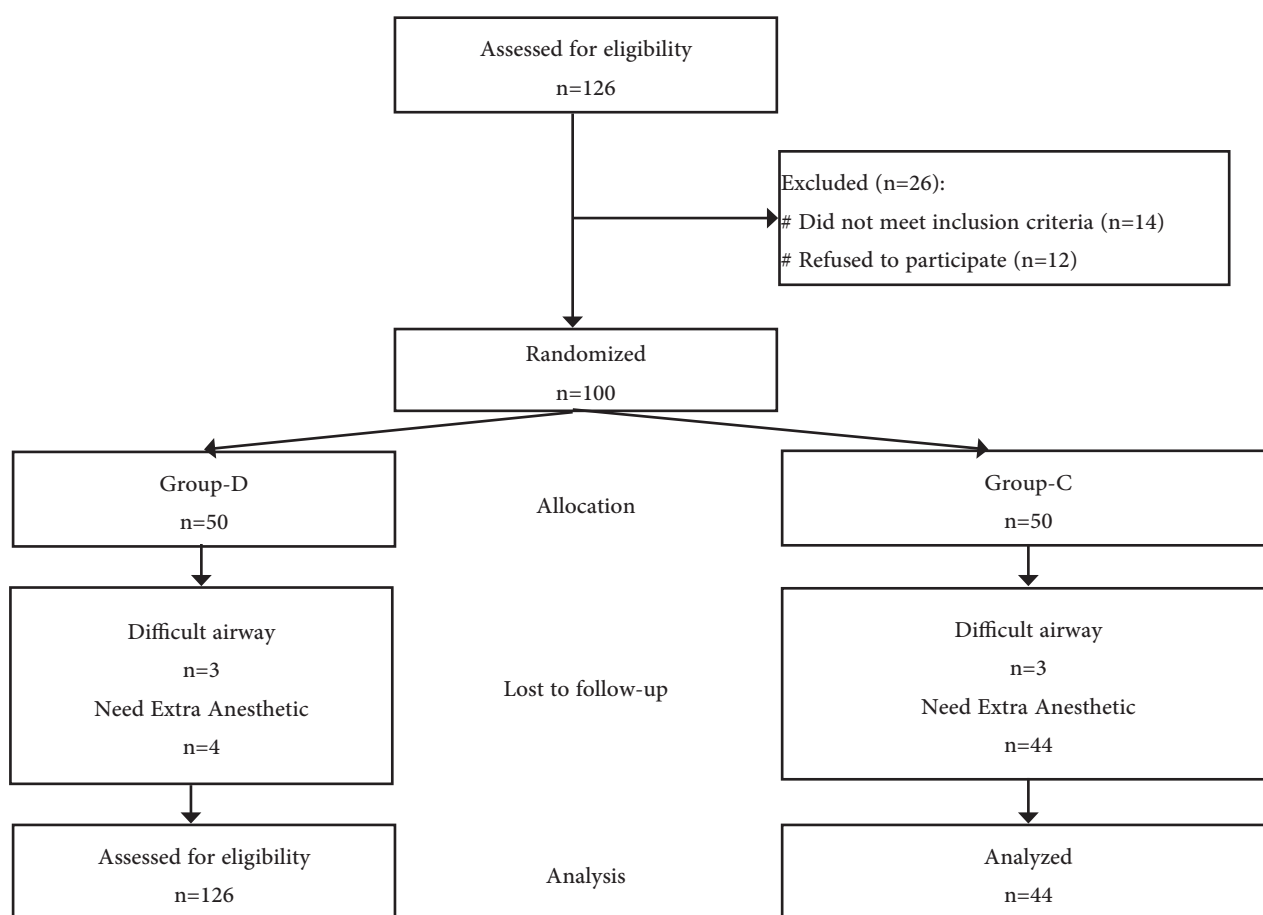 Assessed for eligibility
n=126
Excluded (n=26):
# Did not meet inclusion criteria (n=14)
# Refused to participate (n=12)
Randomized
n=100
Group-D
n=50
Allocation
Group-C
n=50
Difficult airway
n=3
Need Extra Anesthetic
n=4
Lost to follow-up
Difficult airway
n=3
Need Extra Anesthetic
n=44
Assessed for eligibility
n=126
Analysis
Analyzed
n=44